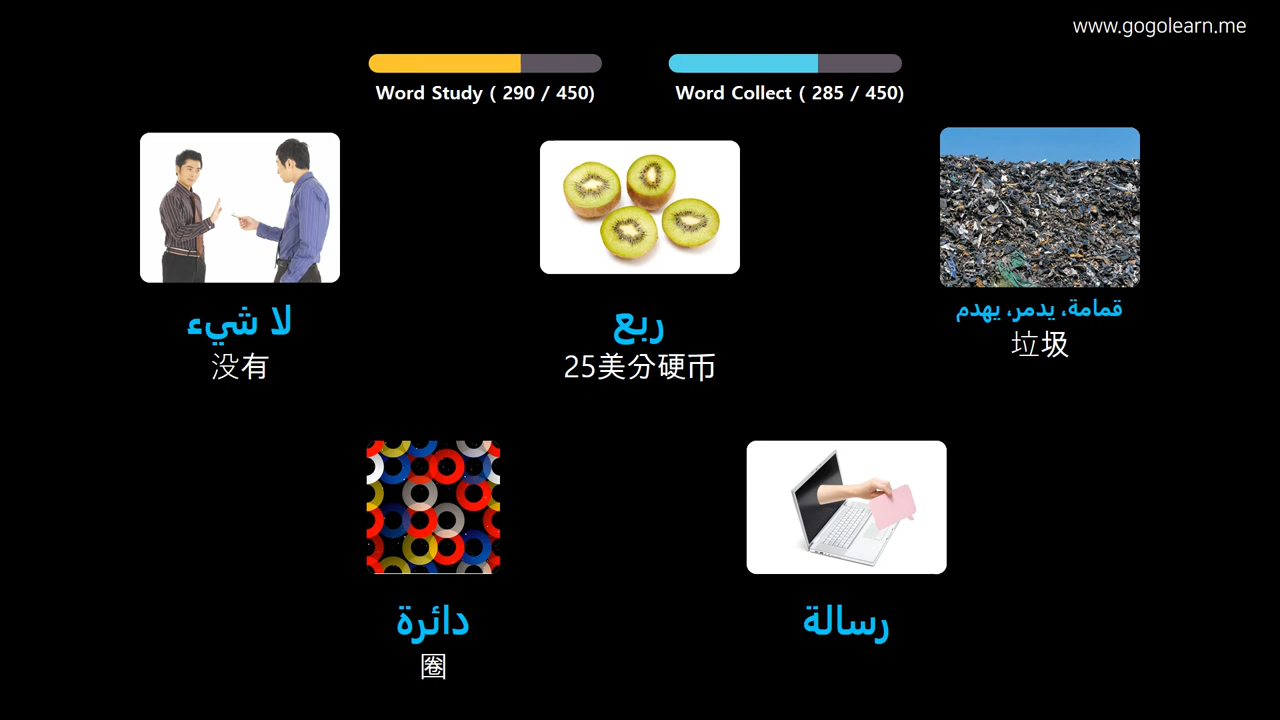 www.gogolearn.me
Word Study ( 290 / 450)
Word Collect ( 285 / 450)
لا شيء
没有
ربع
25美分硬币
قمامة، يدمر، يهدم
垃圾
دائرة
圈
رسالة